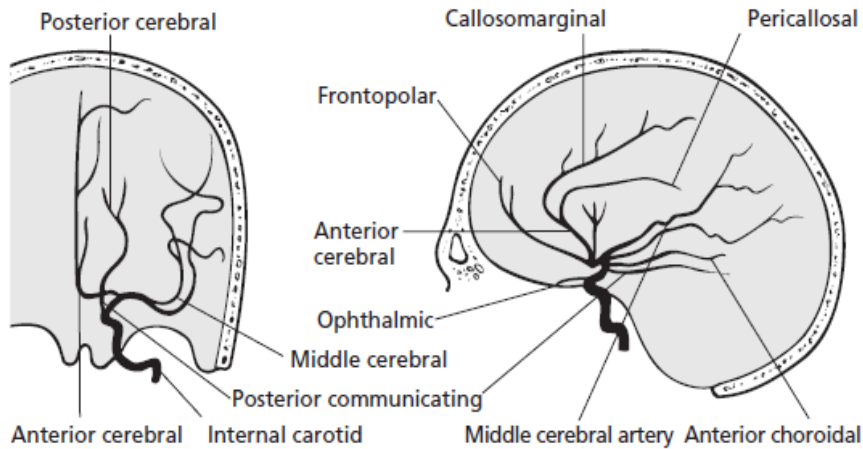 Posterior cerebral
Callosomarginal
Pericallosal
Frontopolar
Anterior
cerebral
Ophthalmic
Middle cerebral
Posterior communicating
Anterior cerebral
Internal carotid
Middle cerebral artery
Anterior choroidal